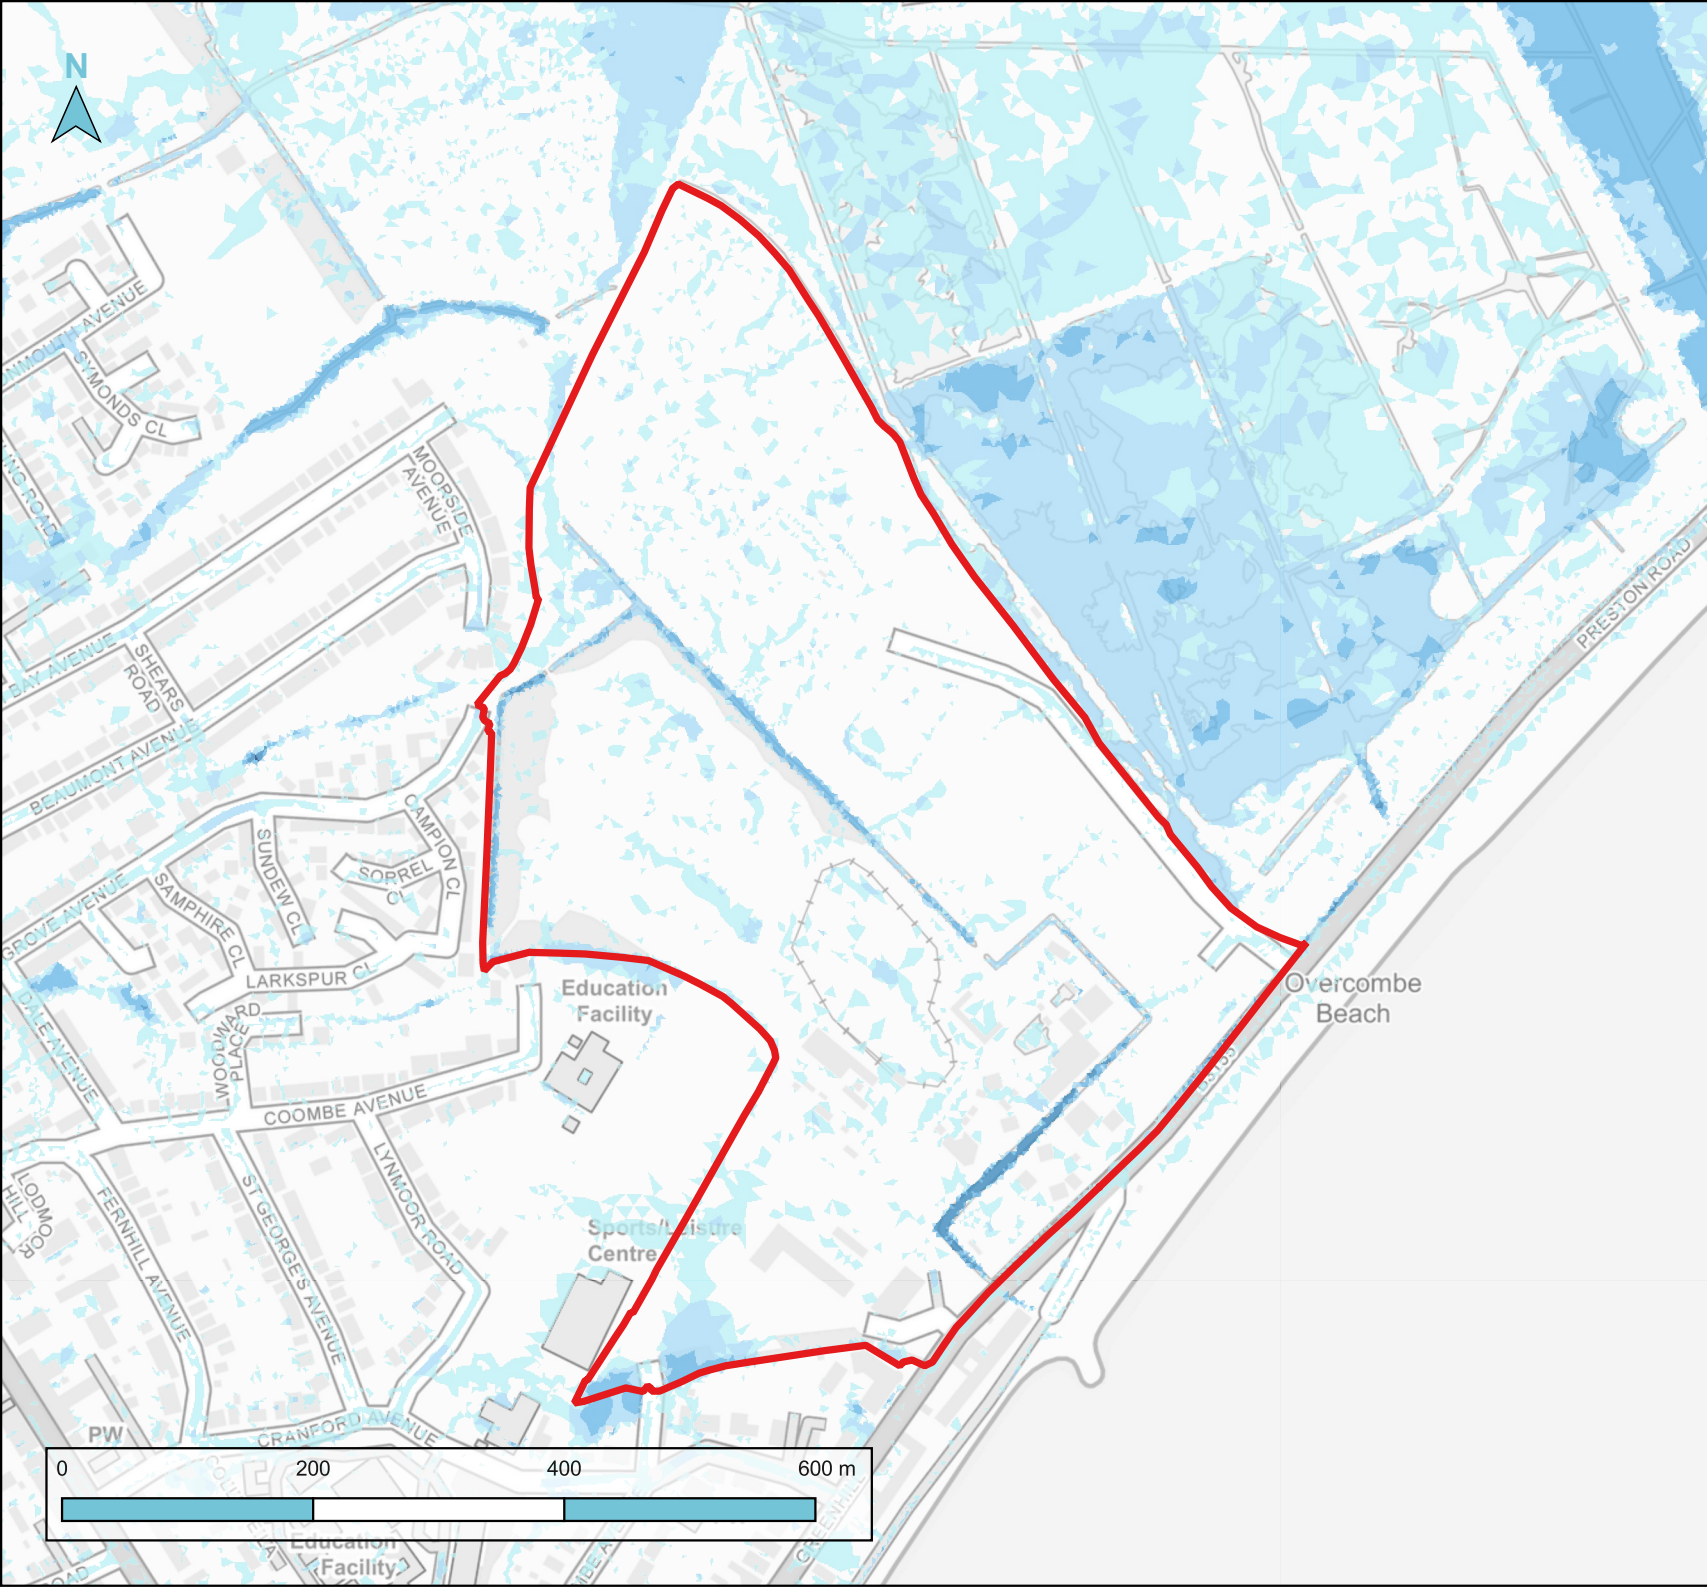 N
AVENUE
SYMONDS CL
MOORSIDE
AVENUE
BAY AVENUE
SHEARS
ROAD
BEAUMONT AVENUE
PRESTON ROAD
CAMPION CL
SUNDEW CL
SORREL
CL
SAMPHIRE CL
GROVE AVENUE
LARKSPUR CL
WOODWARD
PLACE
DALE AVENUE
COOMBE AVENUE
Education
Facility
Overcombe
Beach
LYNMOOR ROAD
ST GEORGE'S AVENUE
FERNHILL AVENUE
LODMOOR
HILL
Sports/Leisure
Centre
CRANFORD AVENUE
PW
0 200 400 600 m
Education
Facility